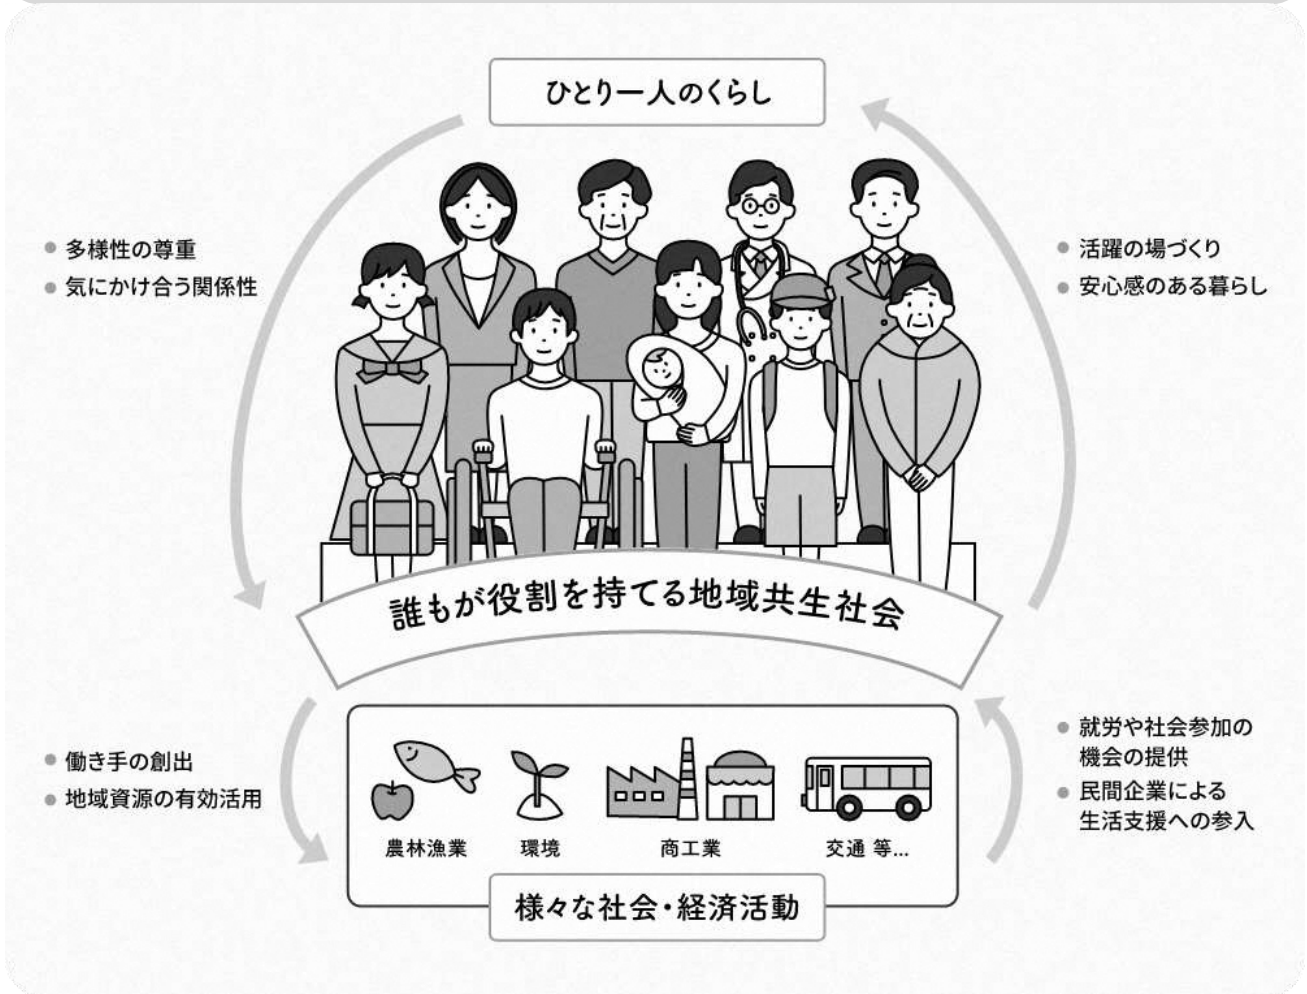 ひとり一人のくらし
多様性の尊重
気にかけ合う関係性
活躍の場づくり
安心感のある暮らし
誰もが役割を持てる地域共生社会
働き手の創出
地域資源の有効活用
就労や社会参加の
機会の提供
民間企業による
生活支援への参入
農林漁業
環境
商工業
交通 等...
様々な社会・経済活動